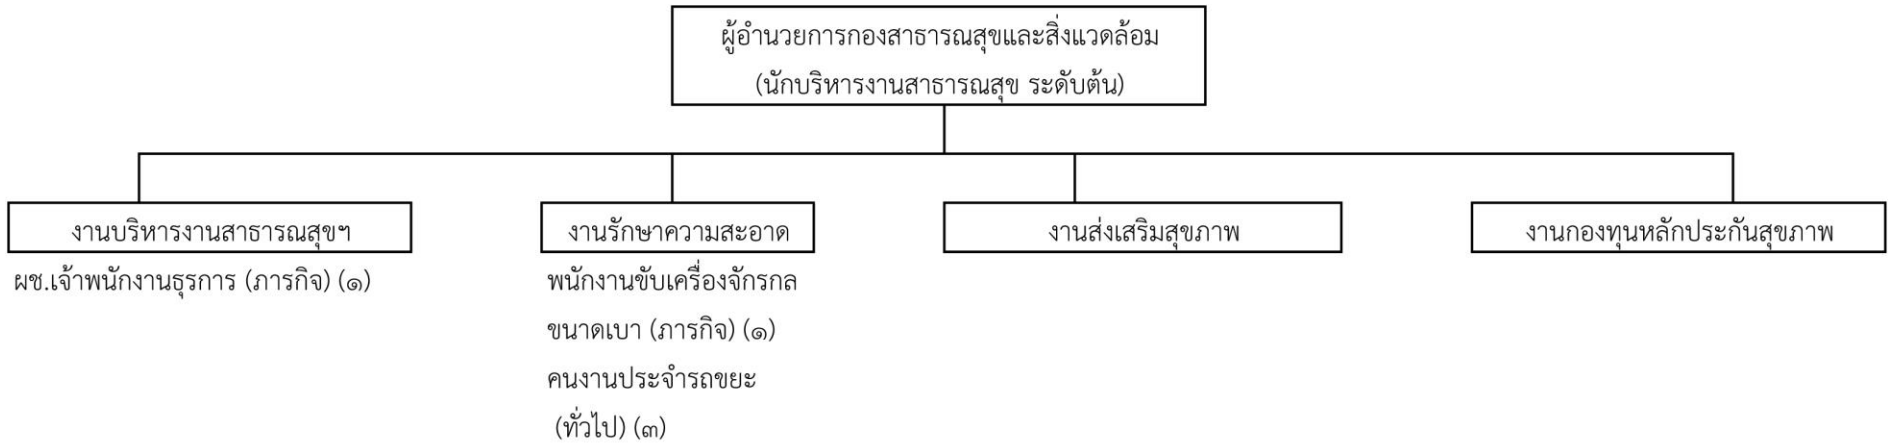 ผู้อำนวยการกองสาธารณสุขและสิ่งแวดล้อม
(นักบริหารงานสาธารณสุข ระดับต้น)
งานบริหารงานสาธารณสุขฯ
ผช.เจ้าพนักงานธุรการ (ภารกิจ) (๑)
งานรักษาความสะอาด
พนักงานขับเครื่องจักรกล
ขนาดเบา (ภารกิจ) (๑)
คนงานประจำรถขยะ
(ทั่วไป) (๓)
งานส่งเสริมสุขภาพ
งานกองทุนหลักประกันสุขภาพ